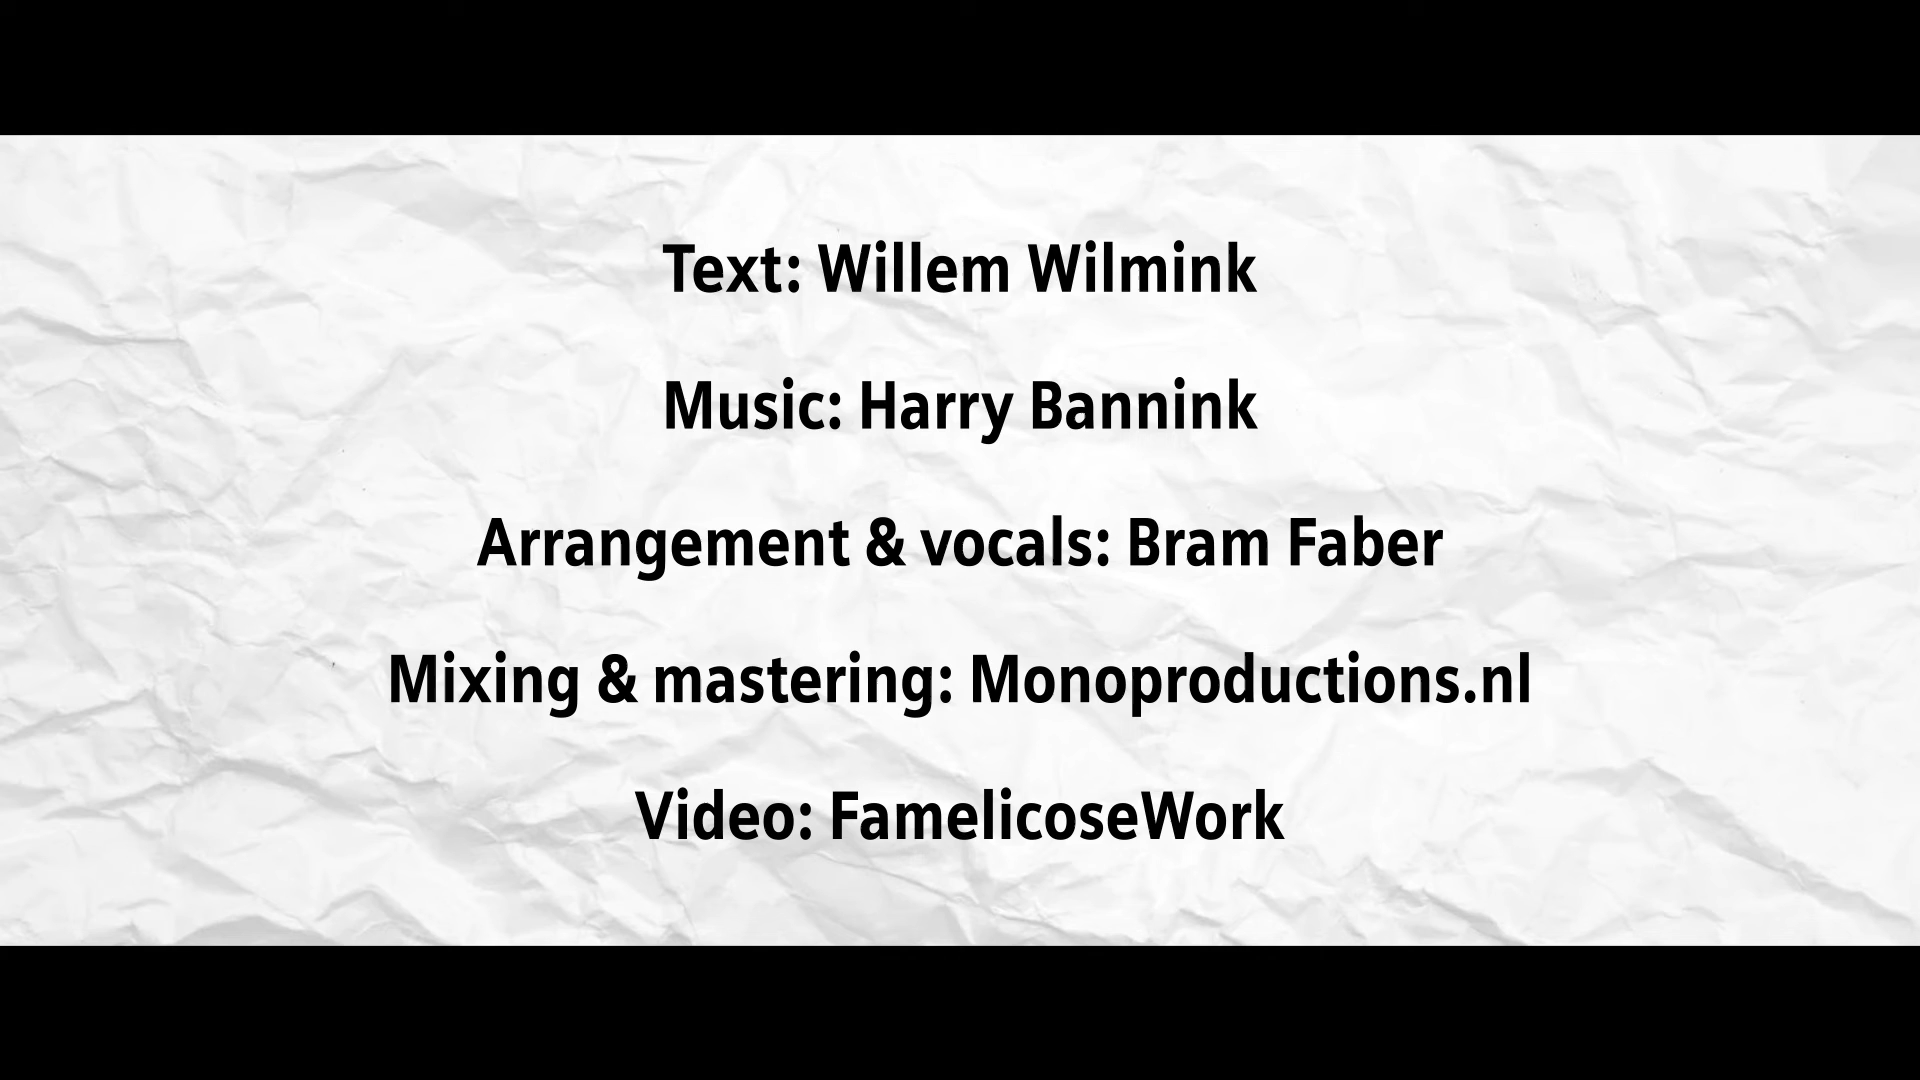 Text: Willem Wilmink
Music: Harry Bannink
Arrangement & vocals: Bram Faber
Mixing & mastering: Monoproductions.nl
Video: FamelicoseWork